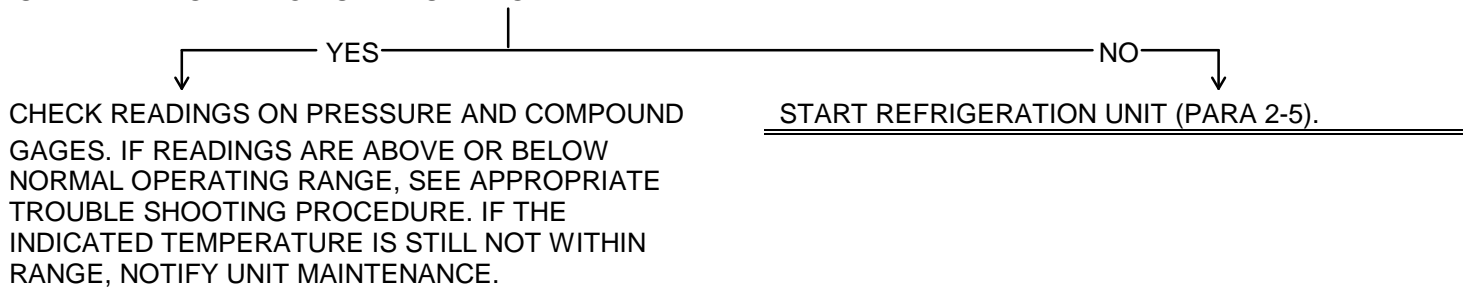 YES
NO
CHECK READINGS ON PRESSURE AND COMPOUND
GAGES. IF READINGS ARE ABOVE OR BELOW
NORMAL OPERATING RANGE, SEE APPROPRIATE
TROUBLE SHOOTING PROCEDURE. IF THE
INDICATED TEMPERATURE IS STILL NOT WITHIN
RANGE, NOTIFY UNIT MAINTENANCE.
START REFRIGERATION UNIT (PARA 2-5).